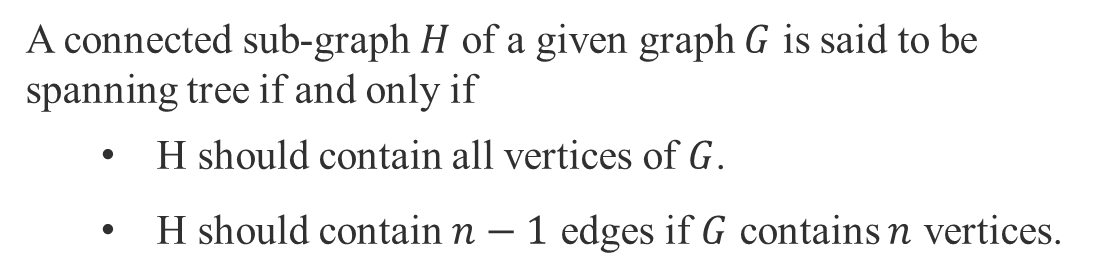 A connected sub-graph H of a given graph G is said to be
spanning tree if and only if
• H should contain all vertices of G.
• H should contain n − 1 edges if G contains n vertices.